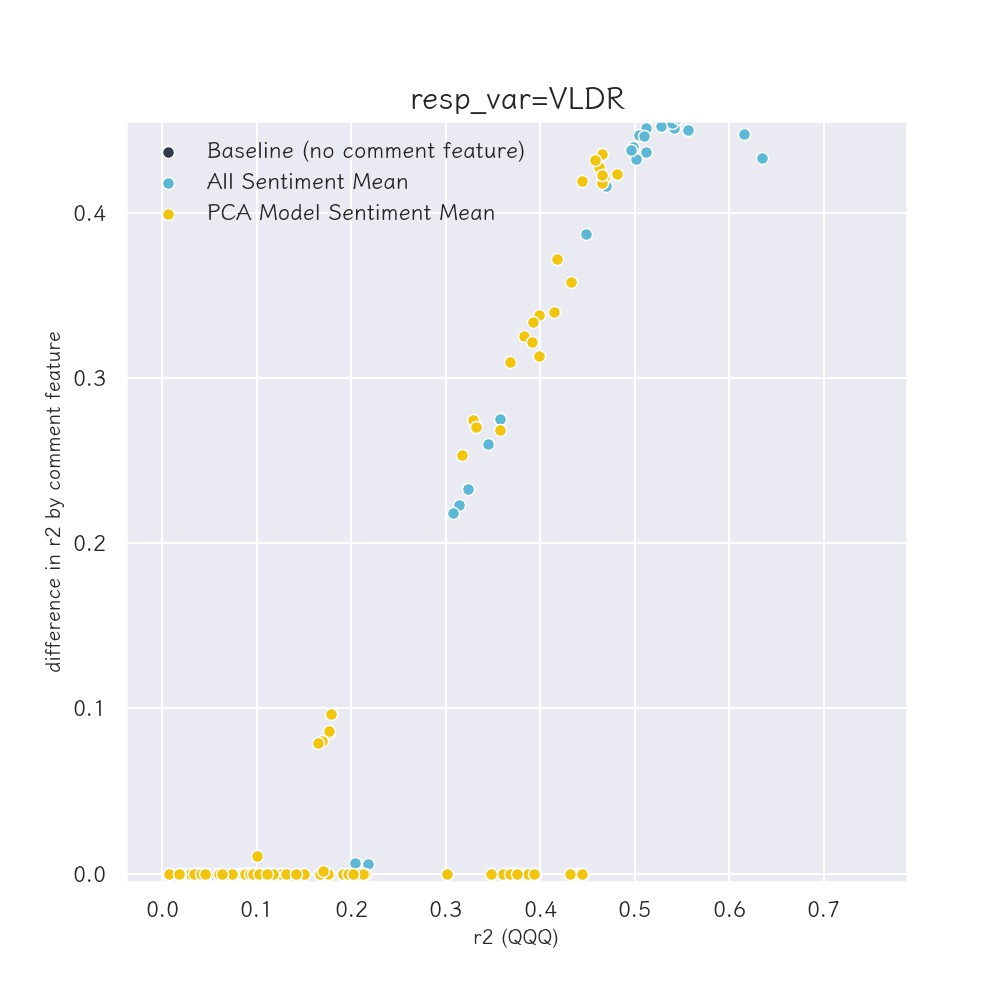 resp_var=VLDR
Baseline (no comment feature)
All Sentiment Mean
PCA Model Sentiment Mean
difference in r2 by comment feature
0.4
0.3
0.2
0.1
0.0
0.0 0.1 0.2 0.3 0.4 0.5 0.6 0.7
r2 (QQQ)